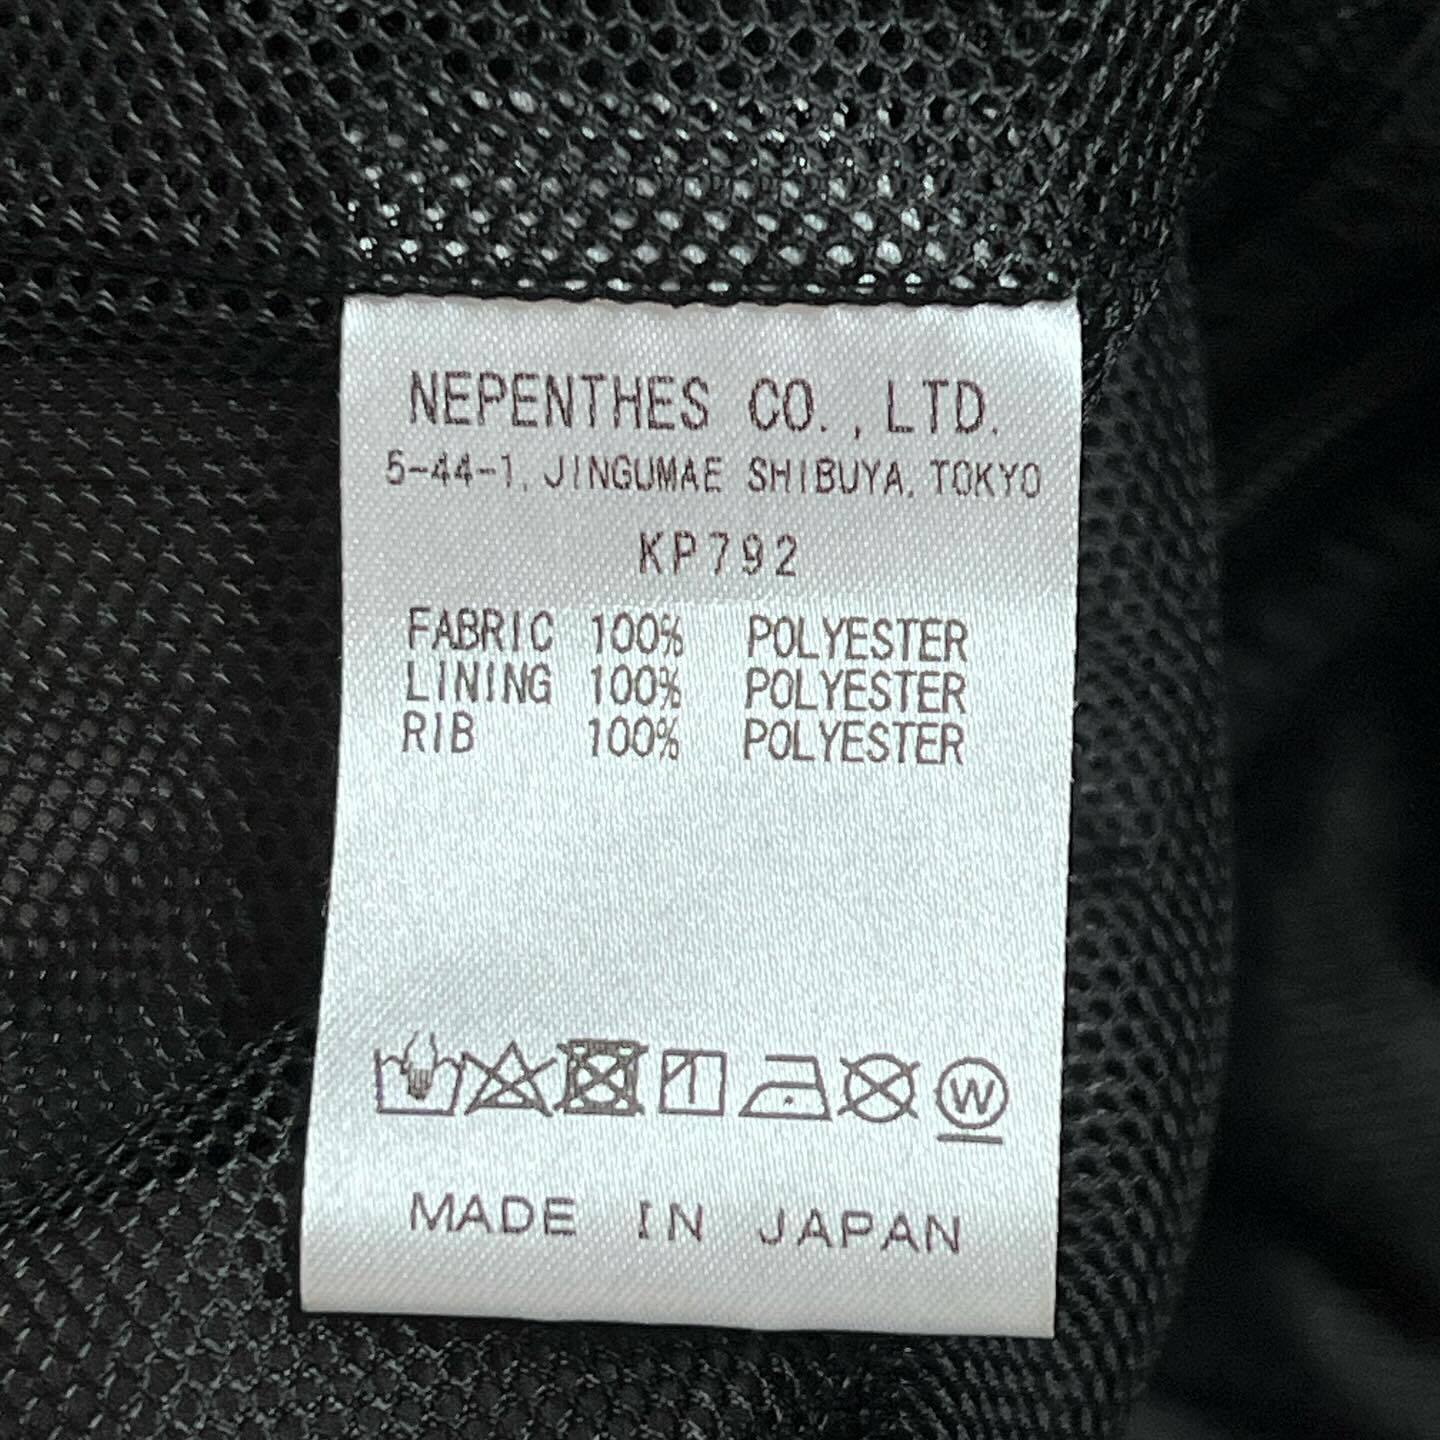 NEPENTHES CO., LTD.
5-44-1, JINGUMAE SHIBUYA, TOKYO
KP792
FABRIC 100% POLYESTER
LINING 100% POLYESTER
RIB 100% POLYESTER
W
MADE IN JAPAN